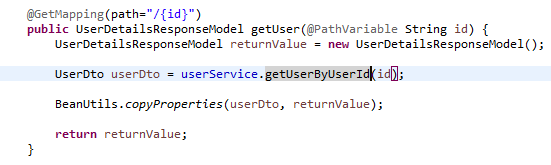 @GetMapping(path="/{id}")
public UserDetailsResponseModel getUser(@PathVariable String id) {
UserDetailsResponseModel returnValue = new UserDetailsResponseModel();
UserDto userDto = userService.getUserByUserId(id);
BeanUtils.copyProperties(userDto, returnValue);
return returnValue;
}